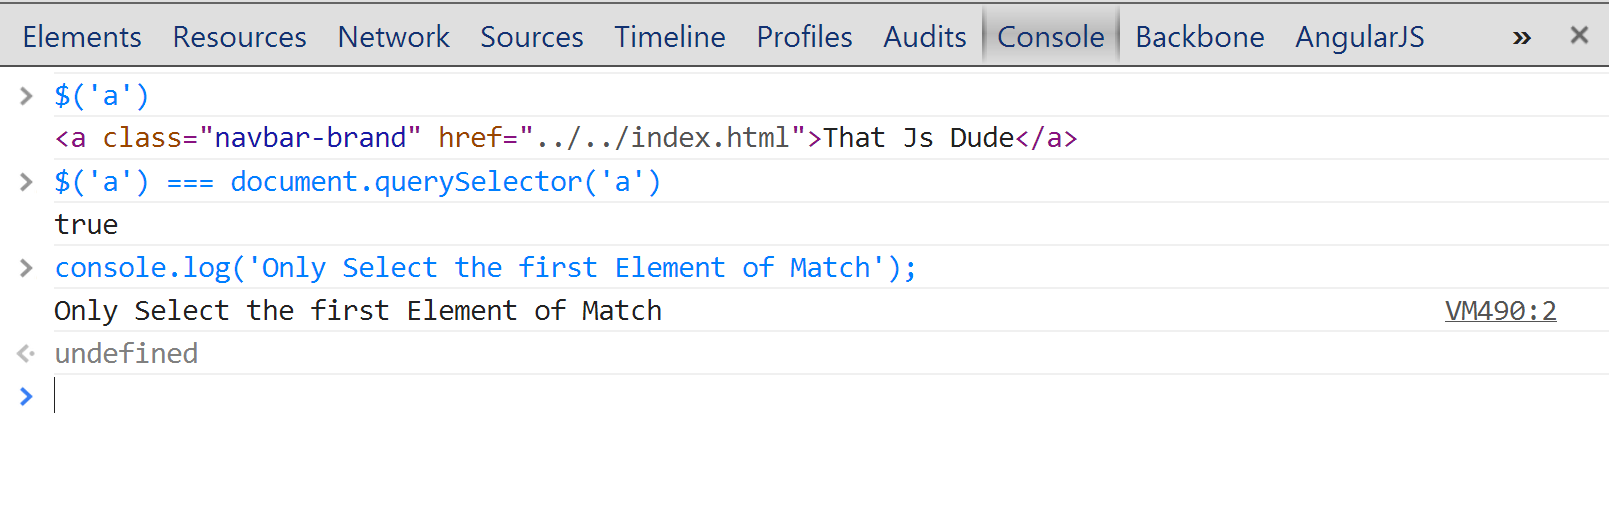 Elements Resources Network Sources Timeline Profiles Audits Console Backbone AngularJS » ×
> $('a')
<a class="navbar-brand" href="../../index.html">That Js Dude</a>
> $('a') === document.querySelector('a')
true
> console.log('Only Select the first Element of Match');
Only Select the first Element of Match VM490:2
undefined
>